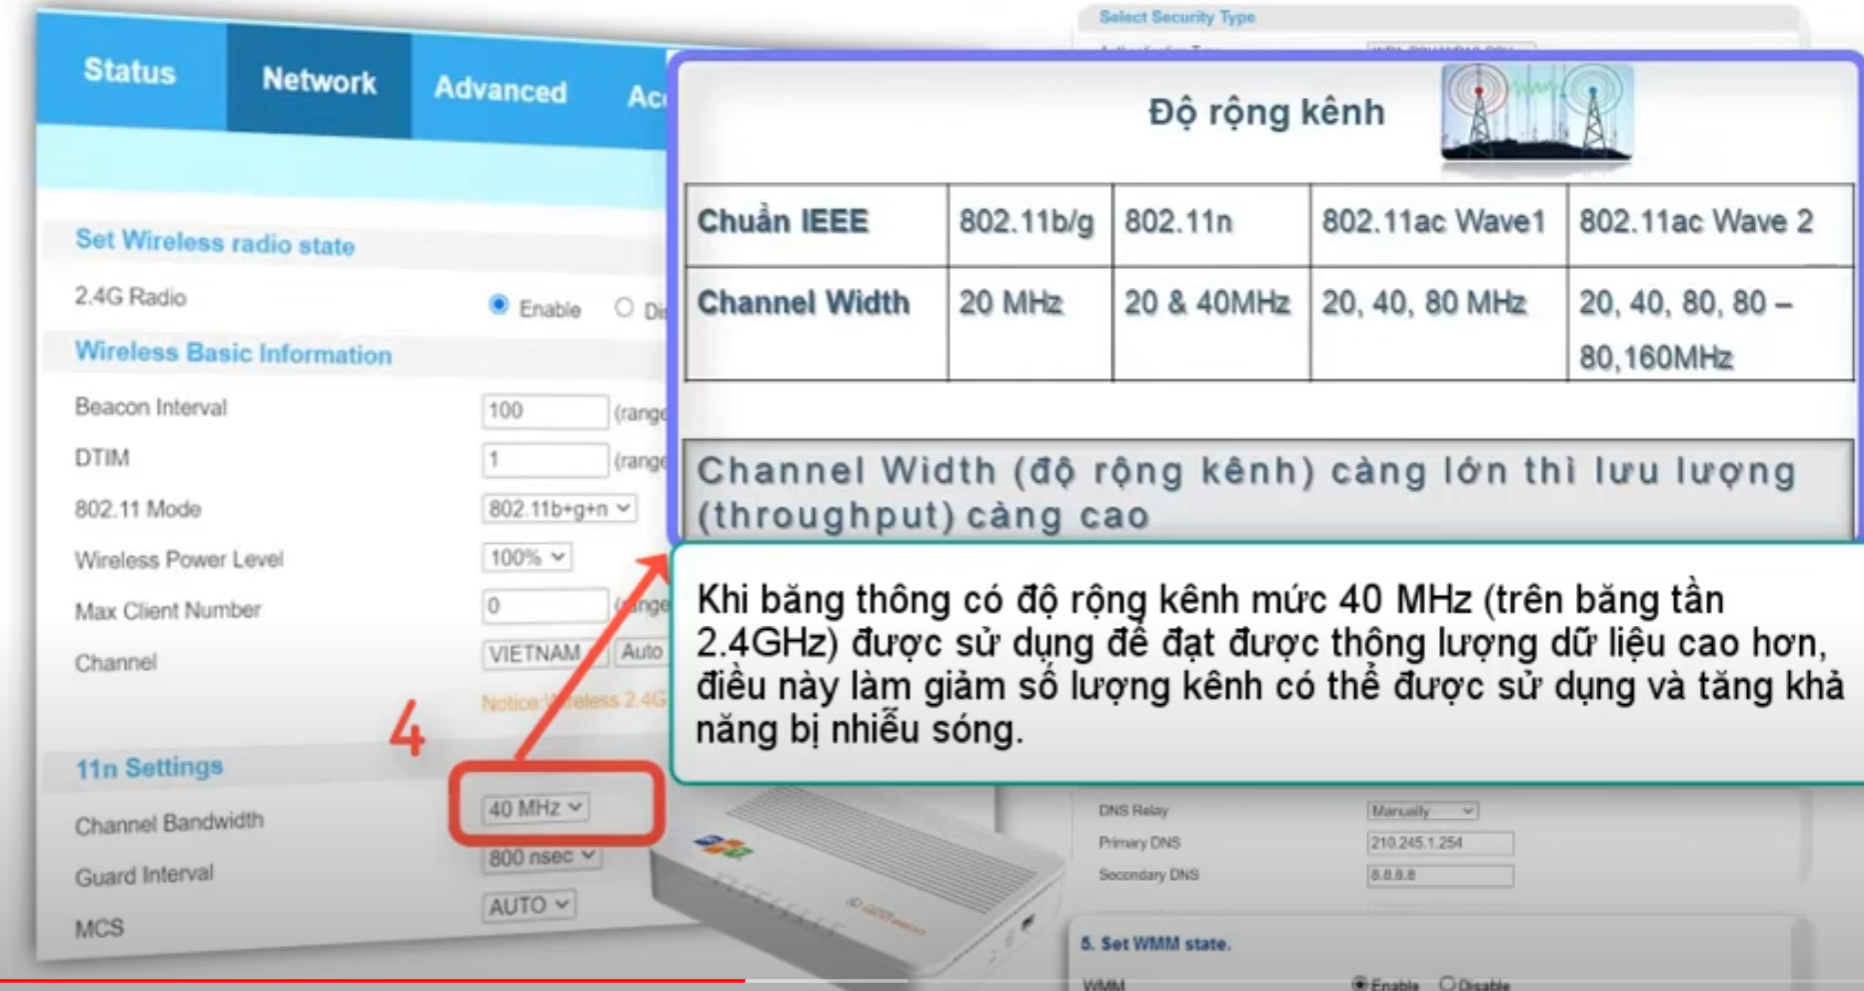 Status
Network
Advanced
Select Security Type
Set Wireless radio state
2.4G Radio
Enable
Wireless Basic Information
Beacon Interval
100
(range
DTIM
1
(range
802.11 Mode
802.11b+g+n
Wireless Power Level
100%
Max Client Number
0
Channel
VIETNAM
Auto
4
11n Settings
Channel Bandwidth
40 MHz
Guard Interval
800 nsec
MCS
AUTO
Độ rộng kênh
Chuẩn IEEE
802.11b/g
802.11n
802.11ac Wave1
802.11ac Wave 2
Channel Width
20 MHz
20 & 40MHz
20, 40, 80 MHz
20, 40, 80, 80 –
80,160MHz
Channel Width (độ rộng kênh) càng lớn thì lưu lượng
(throughput) càng cao
Khi băng thông có độ rộng kênh mức 40 MHz (trên băng tần
2.4GHz) được sử dụng để đạt được thông lượng dữ liệu cao hơn,
điều này làm giảm số lượng kênh có thể được sử dụng và tăng khả
năng bị nhiễu sóng.
DNS Relay
Manually
Primary DNS
210.245.1.254
Secondary DNS
8.8.8.8
5. Set WMM state.
WMM
Enable
Disable